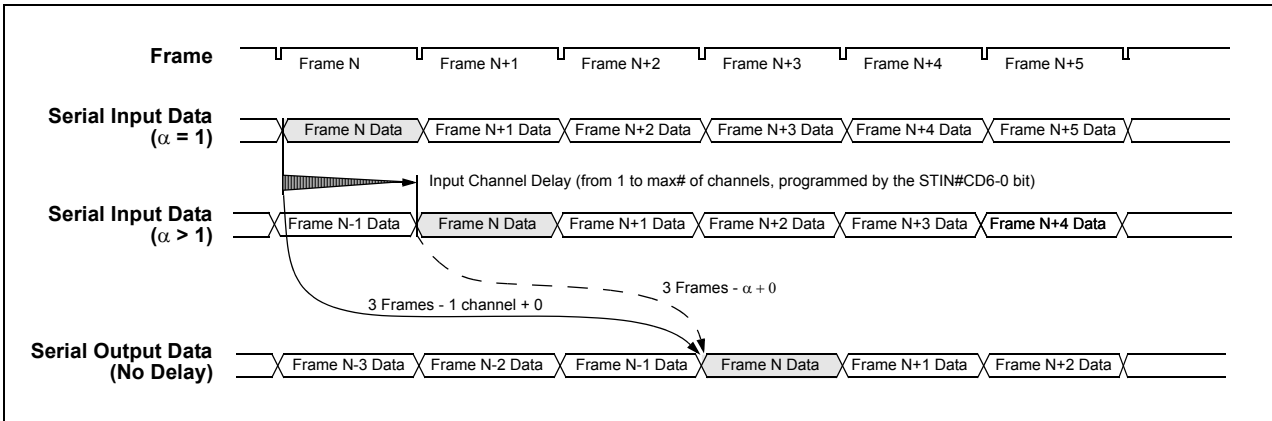 Frame
Frame N Frame N+1 Frame N+2 Frame N+3 Frame N+4 Frame N+5
Serial Input Data
(α = 1)
Frame N Data Frame N+1 Data Frame N+2 Data Frame N+3 Data Frame N+4 Data Frame N+5 Data
Input Channel Delay (from 1 to max# of channels, programmed by the STIN#CD6-0 bit)
Serial Input Data
(α > 1)
Frame N-1 Data Frame N Data Frame N+1 Data Frame N+2 Data Frame N+3 Data Frame N+4 Data
3 Frames - α + 0
3 Frames - 1 channel + 0
Serial Output Data
(No Delay)
Frame N-3 Data Frame N-2 Data Frame N-1 Data Frame N Data Frame N+1 Data Frame N+2 Data